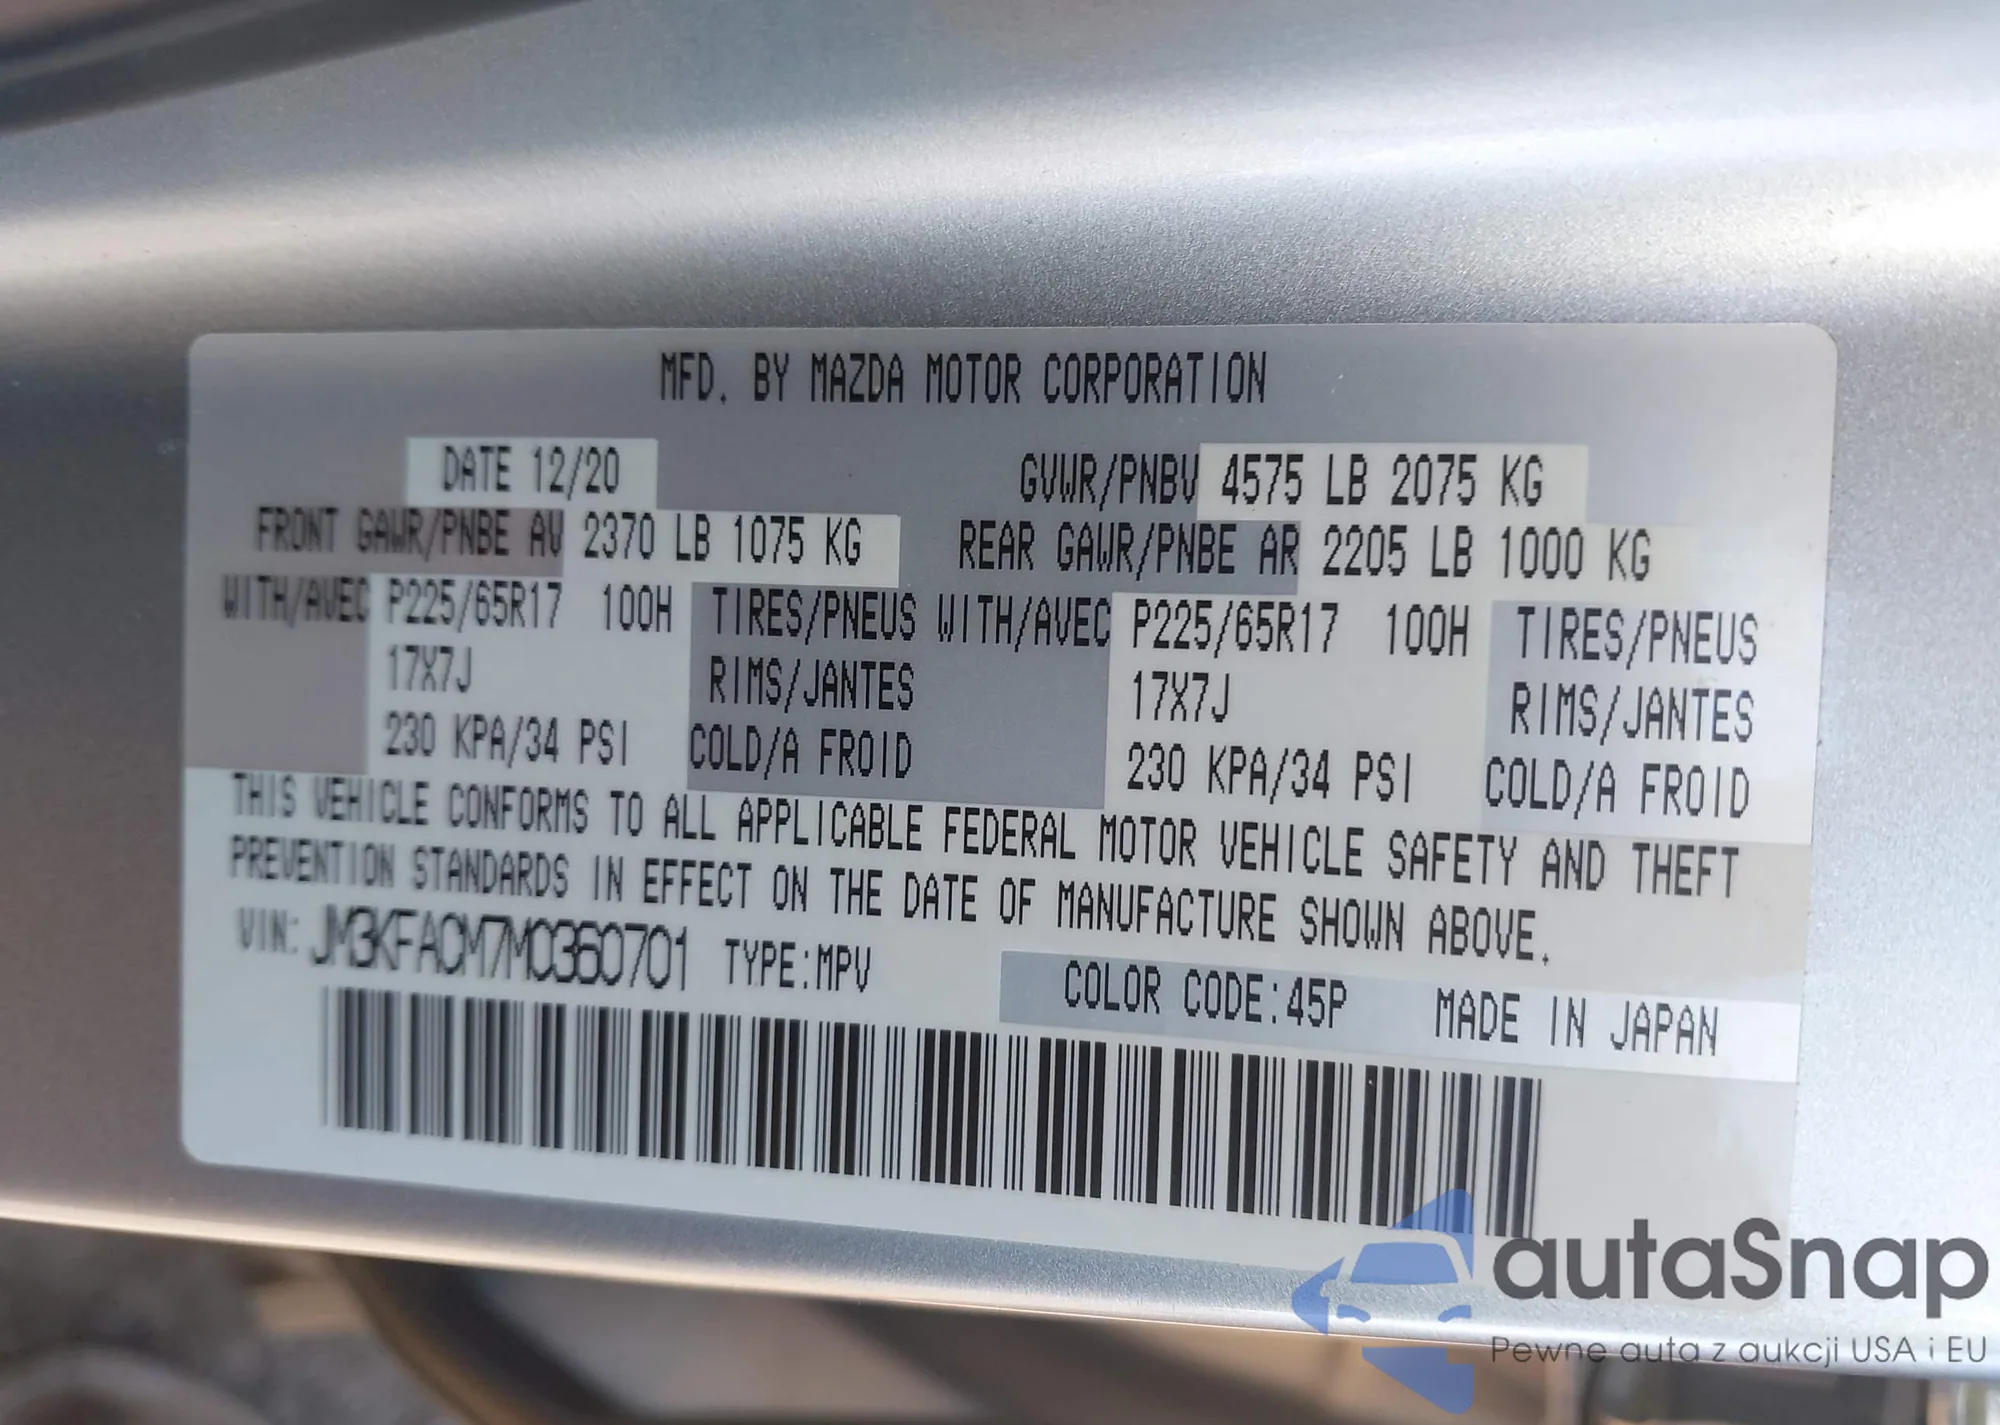 MFD. BY MAZDA MOTOR CORPORATION
DATE 12/20 GVWR/PNBV 4575 LB 2075 KG
FRONT GAWR/PNBE AV 2370 LB 1075 KG REAR GAWR/PNBE AR 2205 LB 1000 KG
WITH/AVEC P225/65R17 100H TIRES/PNEUS WITH/AVEC P225/65R17 100H TIRES/PNEUS
17X7J RIMS/JANTES 17X7J RIMS/JANTES
230 KPA/34 PSI COLD/A FROID 230 KPA/34 PSI COLD/A FROID
THIS VEHICLE CONFORMS TO ALL APPLICABLE FEDERAL MOTOR VEHICLE SAFETY AND THEFT
PREVENTION STANDARDS IN EFFECT ON THE DATE OF MANUFACTURE SHOWN ABOVE.
VIN: JM3KFACM7M0360701 TYPE:MPV COLOR CODE:45P MADE IN JAPAN
autaSnap
Pewne auta z aukcji USA i EU